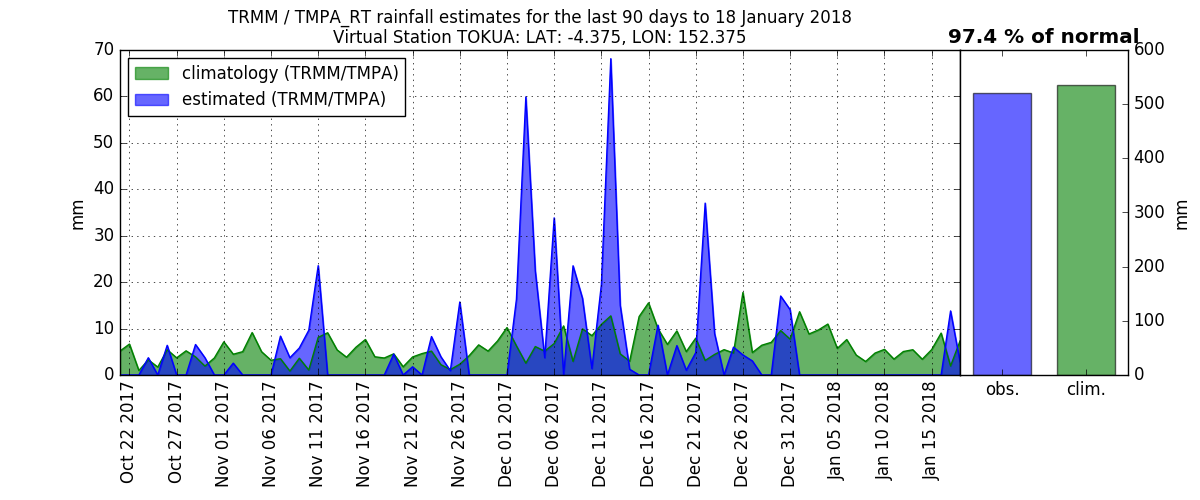 TRMM / TMPA_RT rainfall estimates for the last 90 days to 18 January 2018
Virtual Station TOKUA: LAT: -4.375, LON: 152.375
97.4 % of normal
climatology (TRMM/TMPA)
estimated (TRMM/TMPA)
70
60
50
40
30
20
10
0
mm
Oct 22 2017
Oct 27 2017
Nov 01 2017
Nov 06 2017
Nov 11 2017
Nov 16 2017
Nov 21 2017
Nov 26 2017
Dec 01 2017
Dec 06 2017
Dec 11 2017
Dec 16 2017
Dec 21 2017
Dec 26 2017
Dec 31 2017
Jan 05 2018
Jan 10 2018
Jan 15 2018
600
500
400
300
200
100
0
mm
obs.
clim.